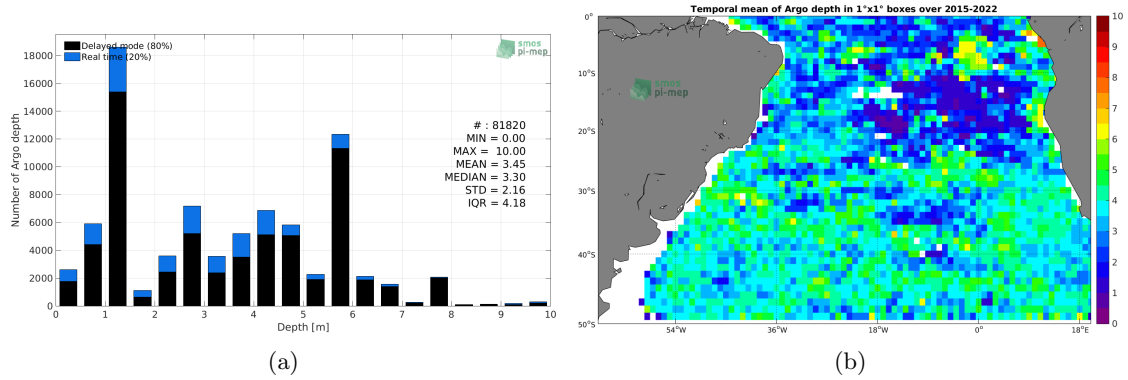 Delayed mode (80%)
Real time (20%)
smos
pi-mep
# : 81820
MIN = 0.00
MAX = 10.00
MEAN = 3.45
MEDIAN = 3.30
STD = 2.16
IQR = 4.18
Number of Argo depth
18000
16000
14000
12000
10000
8000
6000
4000
2000
0
0 1 2 3 4 5 6 7 8 9 10
Depth [m]
(a)
Temporal mean of Argo depth in 1°x1° boxes over 2015-2022
smos
pi-mep
0°
10°S
20°S
30°S
40°S
50°S
54°W 36°W 18°W 0° 18°E
10
9
8
7
6
5
4
3
2
1
0
(b)